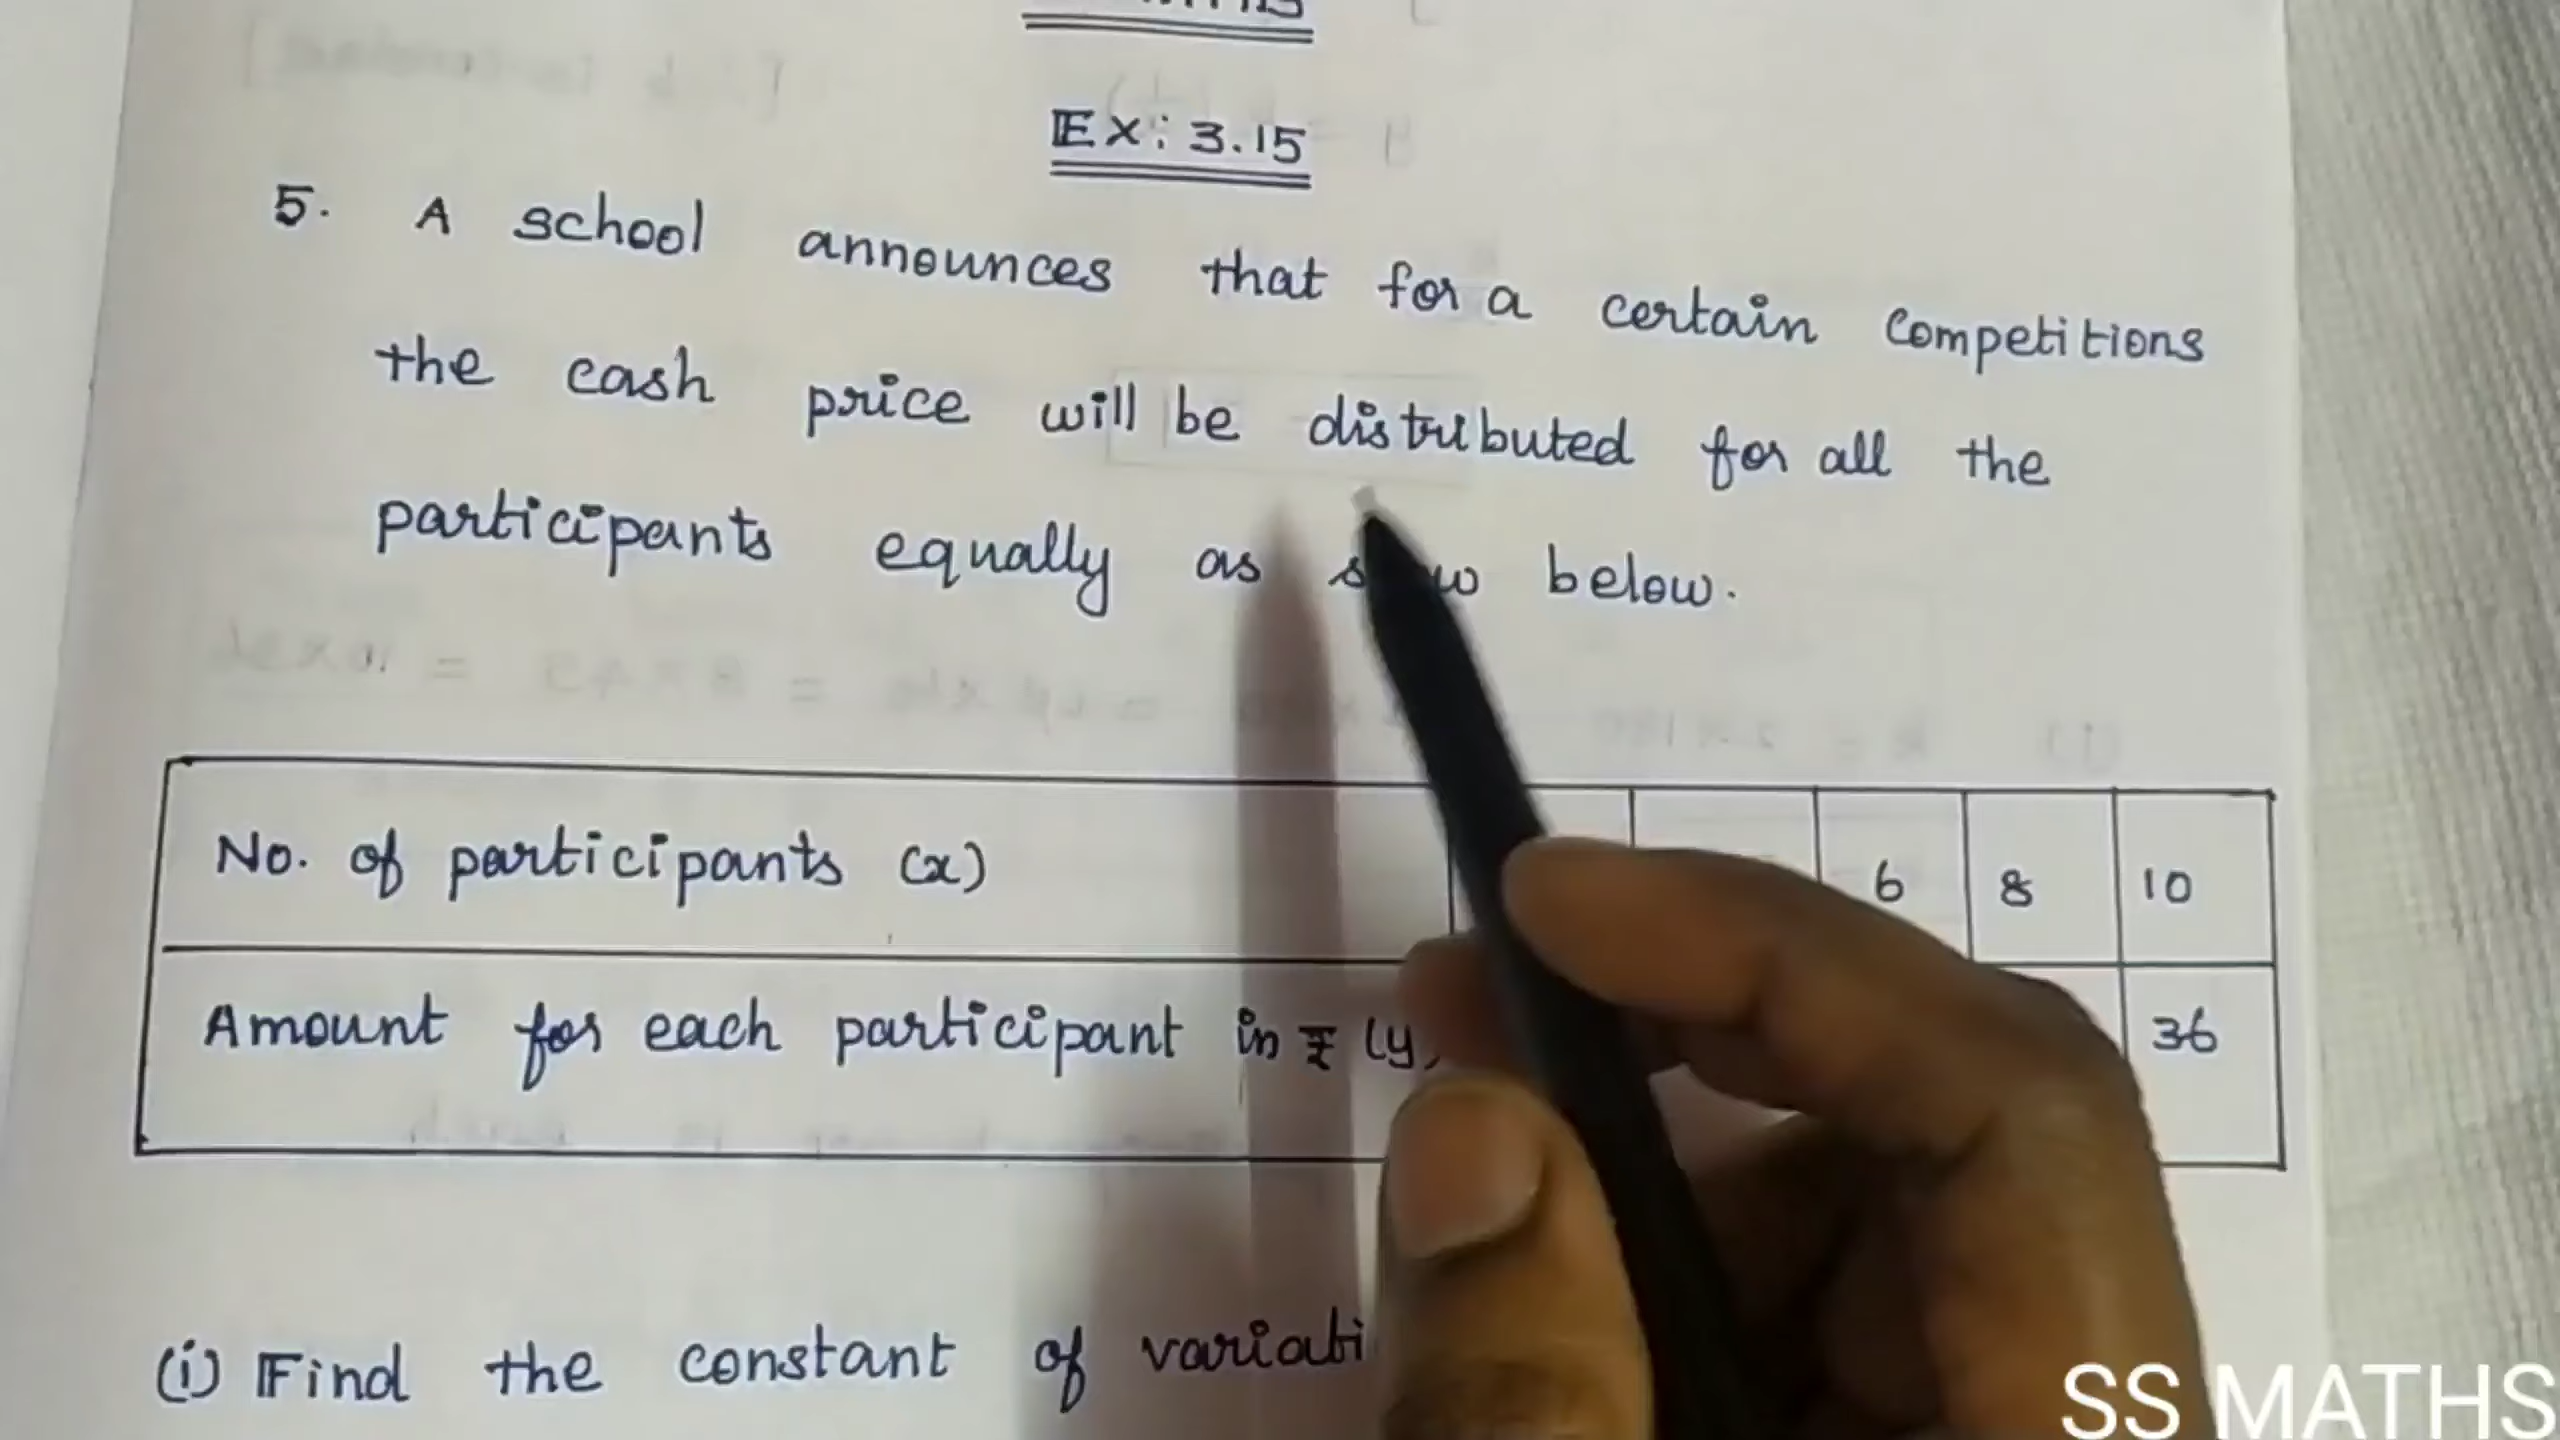 Ex: 3.15
5. A school announces that for a certain competitions
the cash price will be distributed for all the
participants equally as below.
No. of participants (x) 6 8 10
Amount for each participant in ₹ (y) 36
(i) Find the constant of
SS MATHS